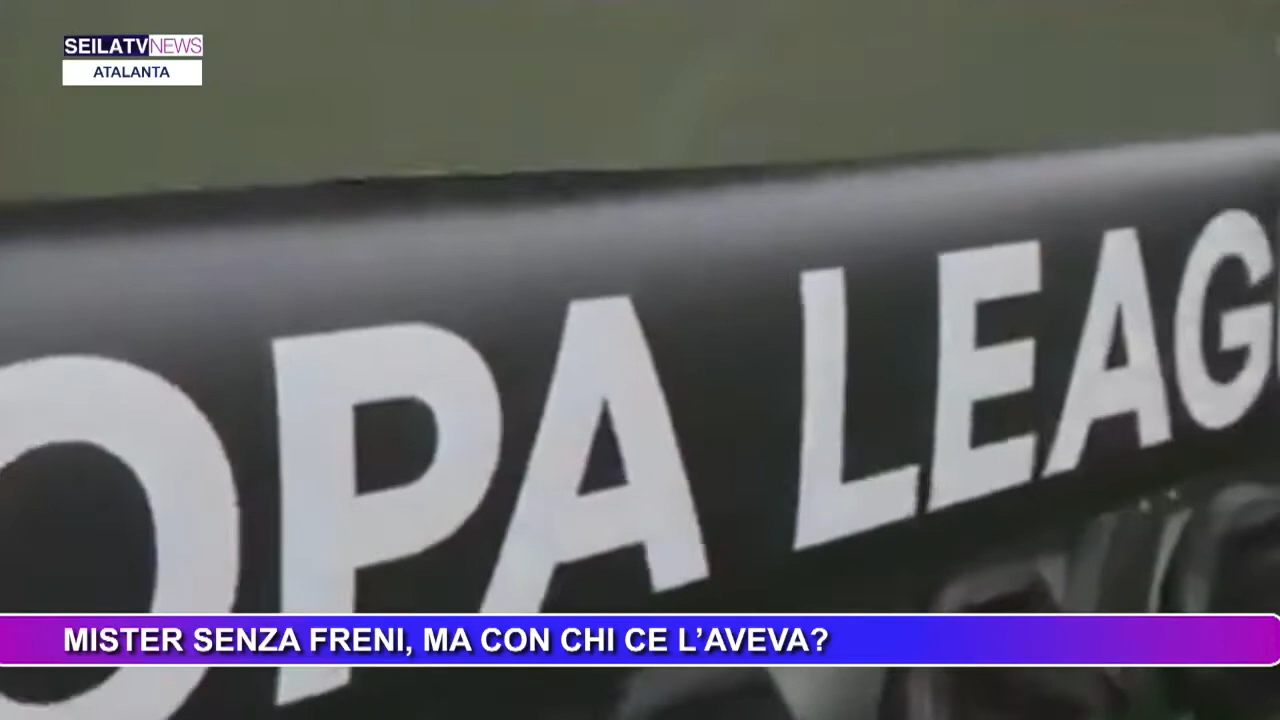 SEILATVNEWS
ATALANTA
OPA LEAG
MISTER SENZA FRENI, MA CON CHI CE L'AVEVA?